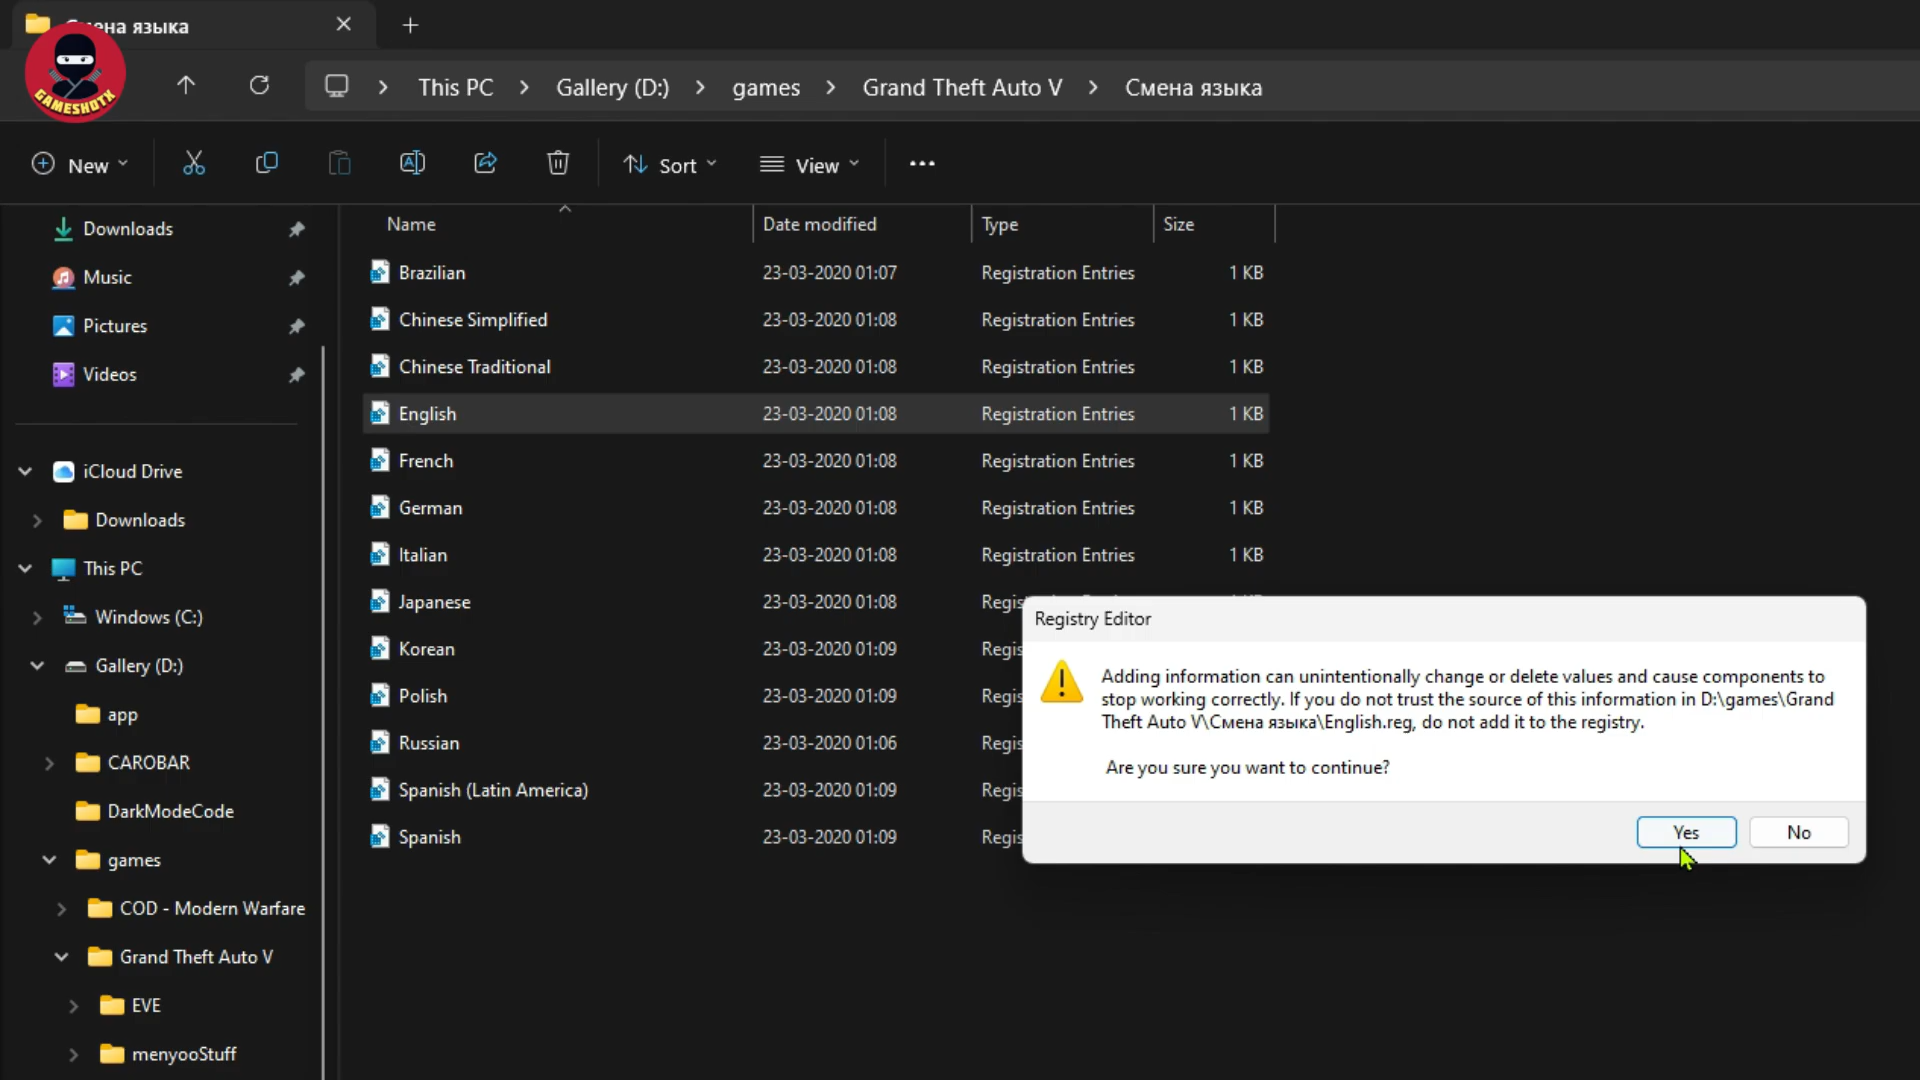 Смена языка
GAMESHOTX
This PC > Gallery (D:) > games > Grand Theft Auto V > Смена языка
New
Sort
View
Downloads
Music
Pictures
Videos
iCloud Drive
Downloads
This PC
Windows (C:)
Gallery (D:)
app
CAROBAR
DarkModeCode
games
COD - Modern Warfare
Grand Theft Auto V
EVE
menyooStuff
Name Date modified Type Size
Brazilian 23-03-2020 01:07 Registration Entries 1 KB
Chinese Simplified 23-03-2020 01:08 Registration Entries 1 KB
Chinese Traditional 23-03-2020 01:08 Registration Entries 1 KB
English 23-03-2020 01:08 Registration Entries 1 KB
French 23-03-2020 01:08 Registration Entries 1 KB
German 23-03-2020 01:08 Registration Entries 1 KB
Italian 23-03-2020 01:08 Registration Entries 1 KB
Japanese 23-03-2020 01:08 Regis
Korean 23-03-2020 01:09 Regis
Polish 23-03-2020 01:09 Regis
Russian 23-03-2020 01:06 Regis
Spanish (Latin America) 23-03-2020 01:09 Regis
Spanish 23-03-2020 01:09 Regis
Registry Editor
Adding information can unintentionally change or delete values and cause components to
stop working correctly. If you do not trust the source of this information in D:\games\Grand
Theft Auto V\Смена языка\English.reg, do not add it to the registry.
Are you sure you want to continue?
Yes
No